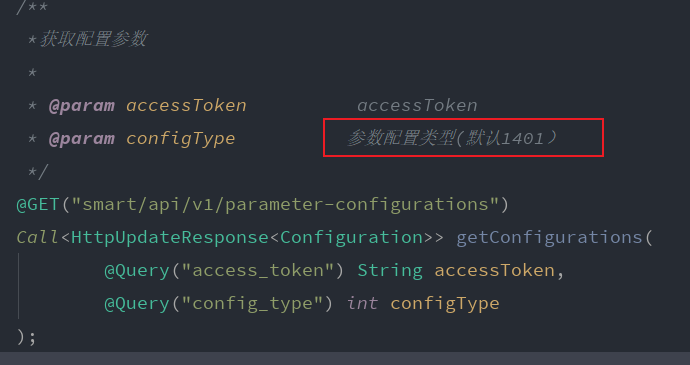 /**
*获取配置参数
*
* @param accessToken accessToken
* @param configType 参数配置类型(默认1401）
*/
@GET("smart/api/v1/parameter-configurations")
Call<HttpUpdateResponse<Configuration>> getConfigurations(
@Query("access_token") String accessToken,
@Query("config_type") int configType
);